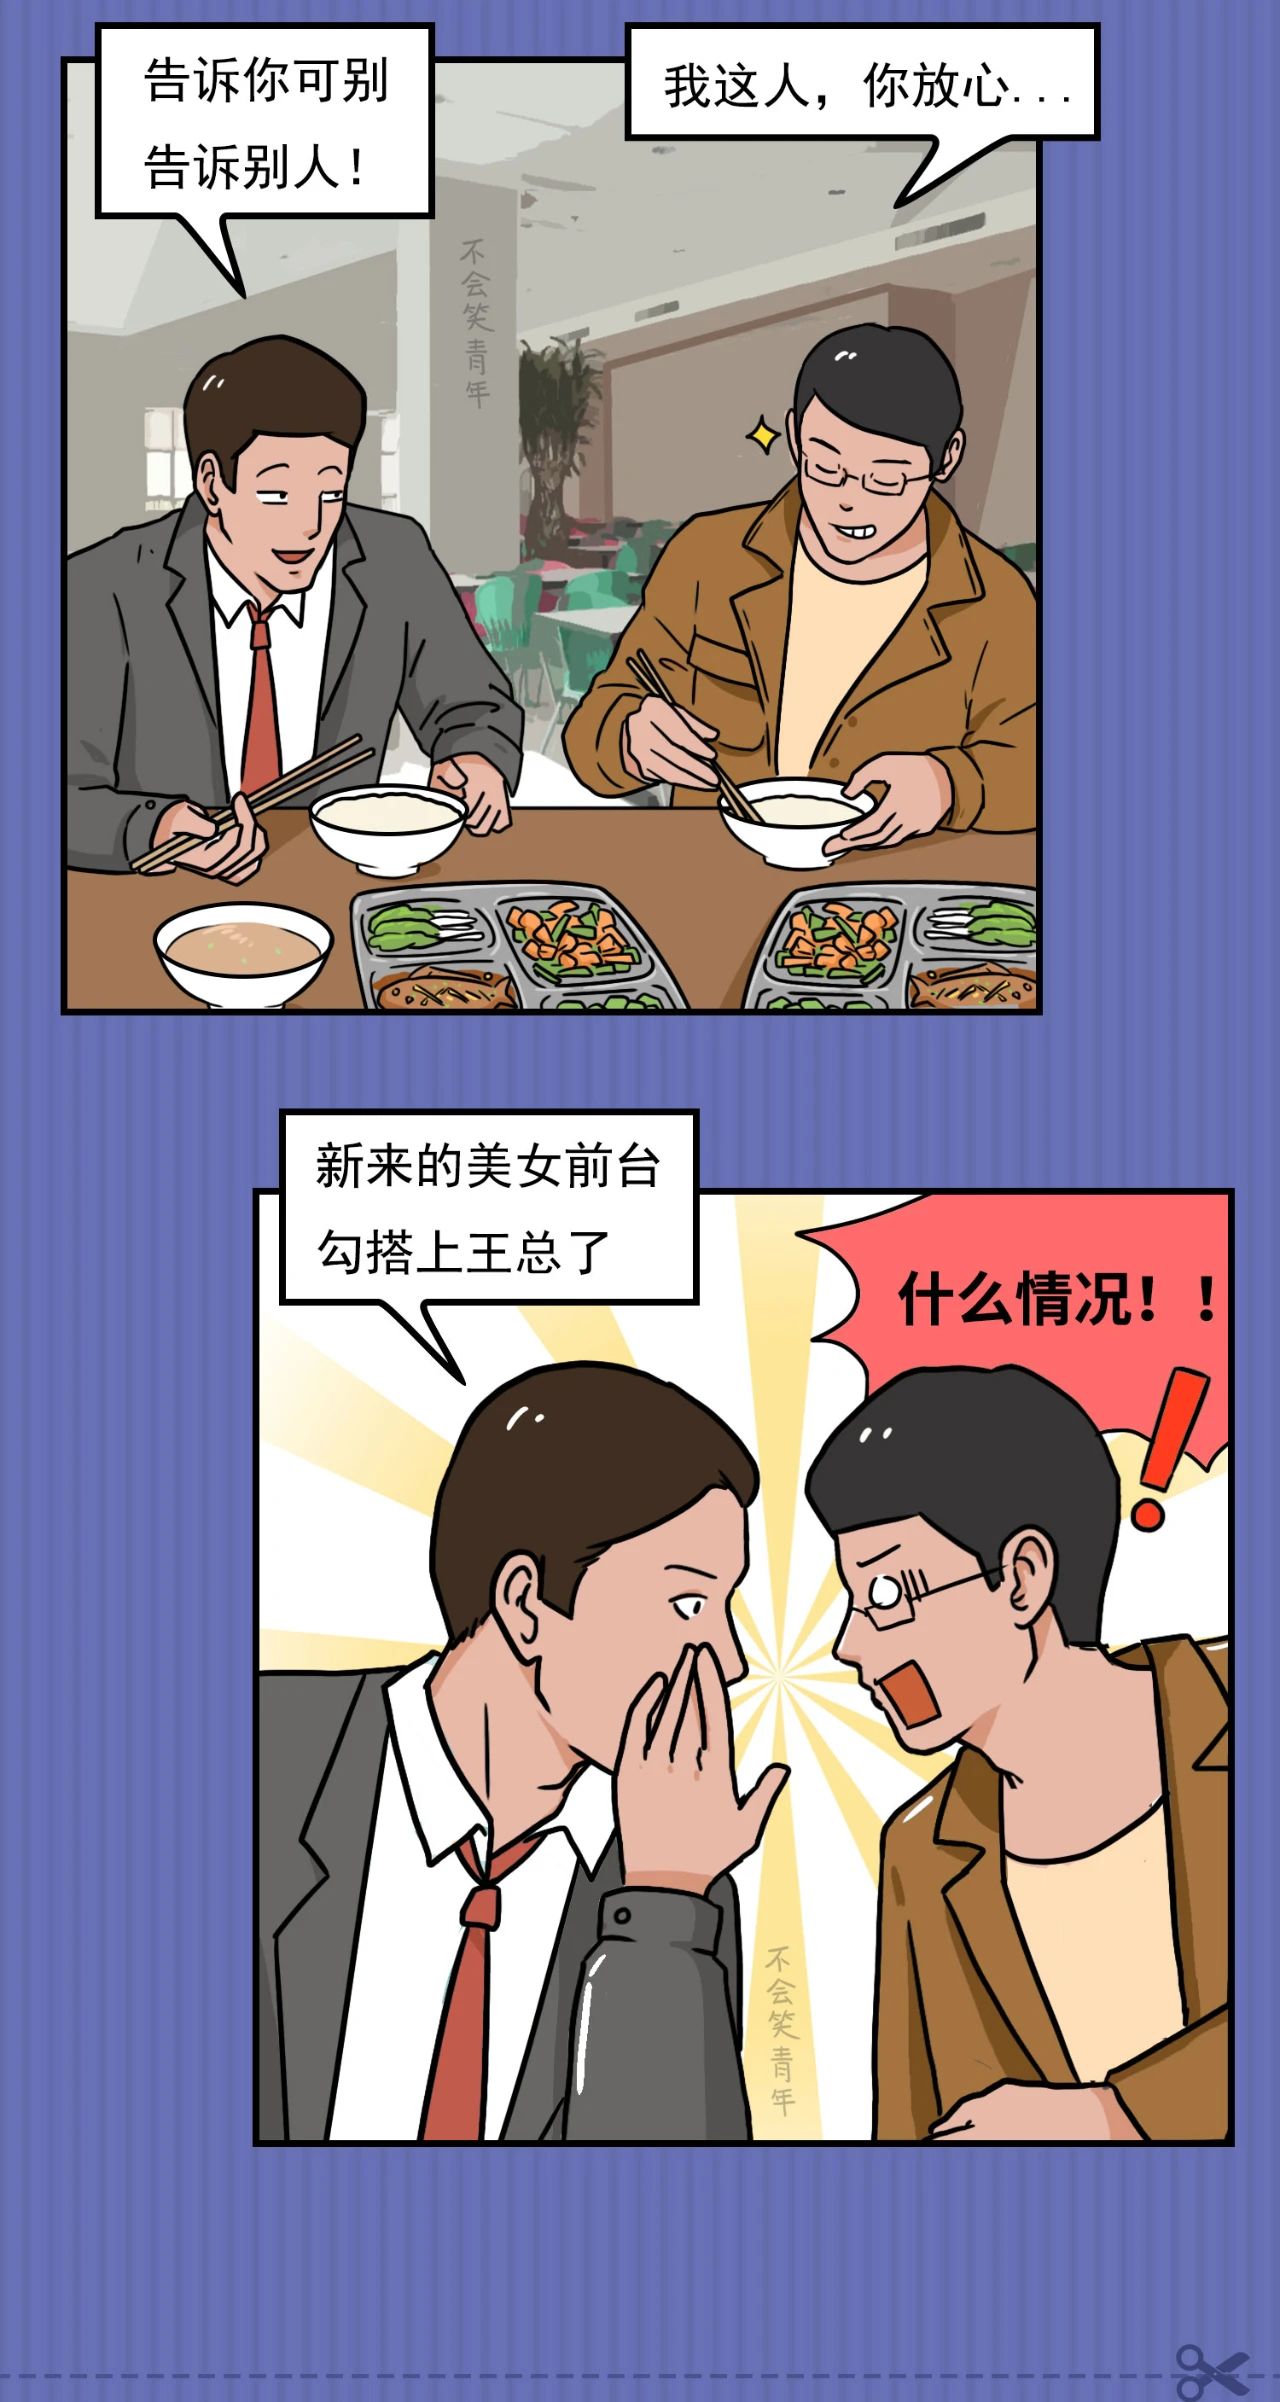 告诉你可别
告诉别人！
我这人，你放心...
不会笑青年
新来的美女前台
勾搭上王总了
什么情况！！
不会笑青年